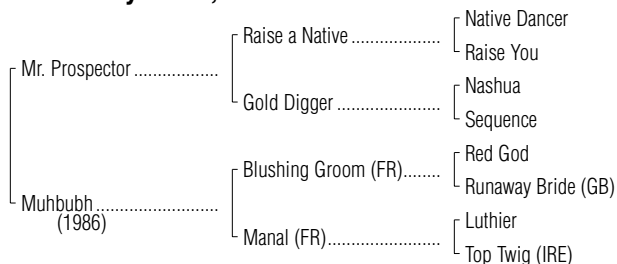 Native Dancer
Raise a Native ....................
Raise You
Mr. Prospector ..................
Nashua
Gold Digger .......................
Sequence
Red God
Blushing Groom (FR)........
Runaway Bride (GB)
Muhbubh..........................
(1986)
Luthier
Manal (FR)........................
Top Twig (IRE)